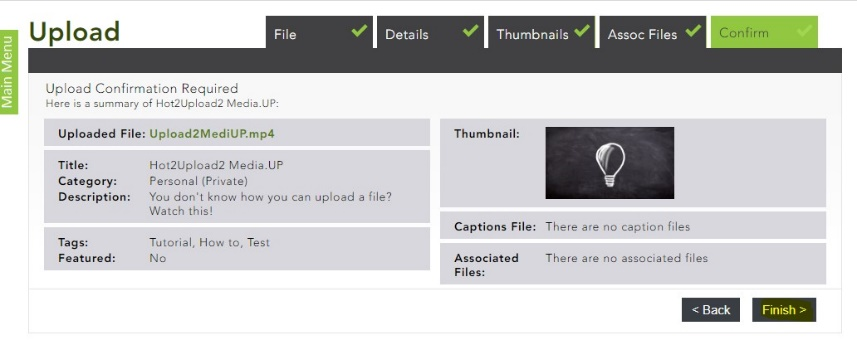 Upload
File
Details
Thumbnails
Assoc Files
Confirm
Main Menu
Upload Confirmation Required
Here is a summary of Hot2Upload2 Media.UP:
Uploaded File: Upload2MediUP.mp4
Title: Hot2Upload2 Media.UP
Category: Personal (Private)
Description: You don't know how you can upload a file?
Watch this!
Tags: Tutorial, How to, Test
Featured: No
Thumbnail:
Captions File: There are no caption files
Associated There are no associated files
Files:
< Back
Finish >